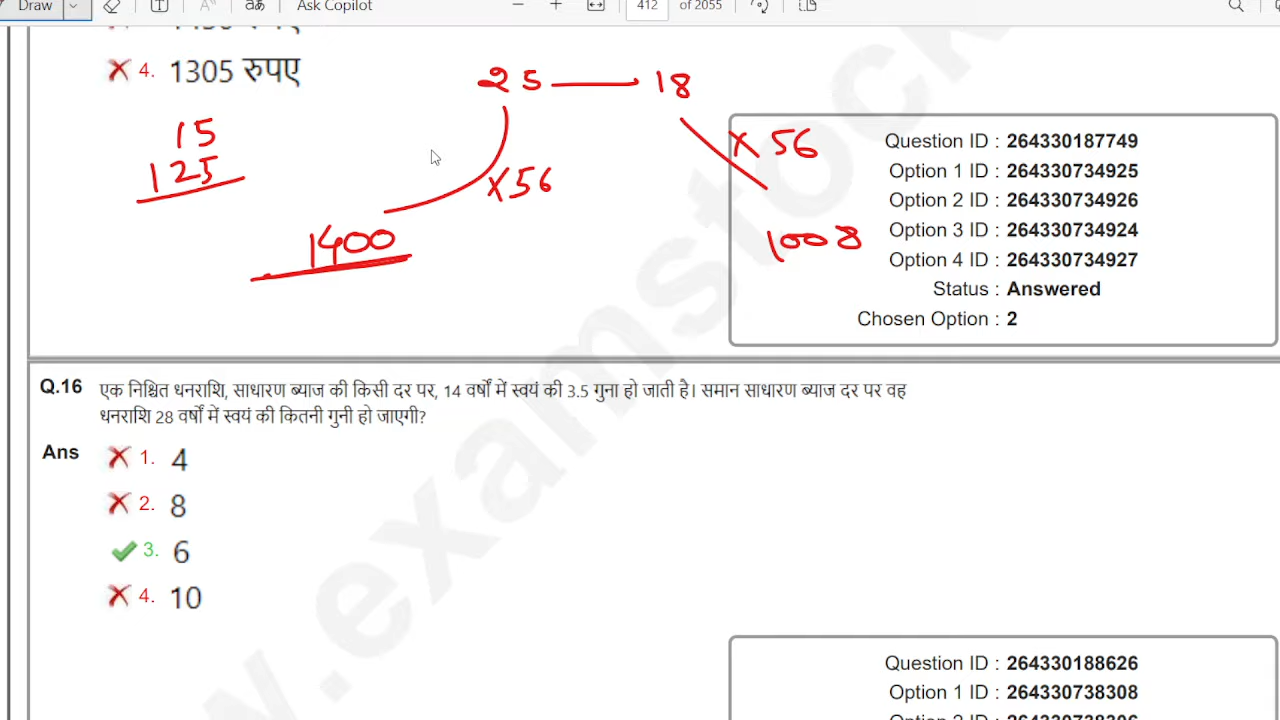 Draw
Ask Copilot
412 of 2055
4. 1305 रुपए
25 — 18
15
125
×56
×56
1400
1008
Question ID : 264330187749
Option 1 ID : 264330734925
Option 2 ID : 264330734926
Option 3 ID : 264330734924
Option 4 ID : 264330734927
Status : Answered
Chosen Option : 2
Q.16 एक निश्चित धनराशि, साधारण ब्याज की किसी दर पर, 14 वर्षों में स्वयं की 3.5 गुना हो जाती है। समान साधारण ब्याज दर पर वह
धनराशि 28 वर्षों में स्वयं की कितनी गुनी हो जाएगी?
Ans
1. 4
2. 8
3. 6
4. 10
Question ID : 264330188626
Option 1 ID : 264330738308
www.examstock